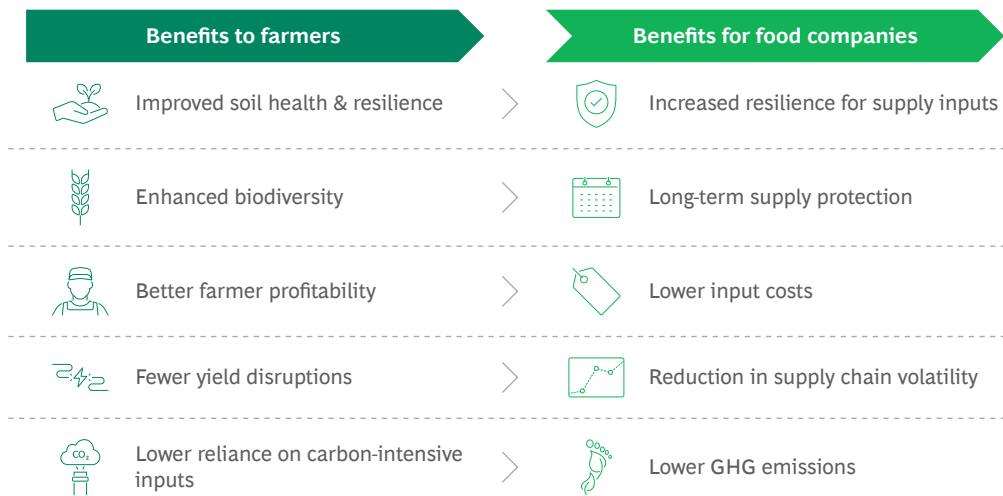 Benefits to farmers
Benefits for food companies
Improved soil health & resilience
Increased resilience for supply inputs
Enhanced biodiversity
Long-term supply protection
Better farmer profitability
Lower input costs
Fewer yield disruptions
Reduction in supply chain volatility
CO₂
Lower reliance on carbon-intensive
inputs
Lower GHG emissions